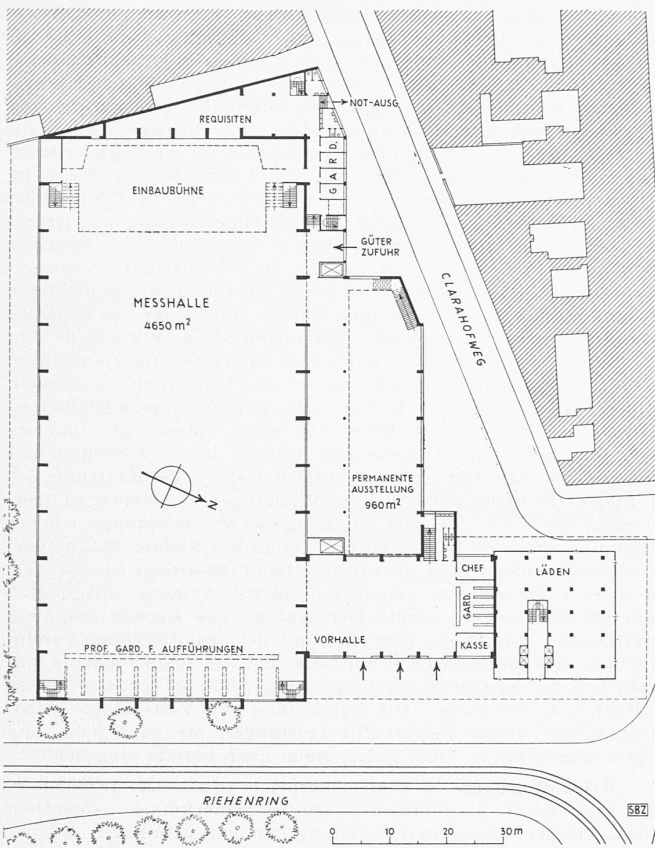 REQUISITEN
NOT-AUSG.
GARD.
EINBAUBÜHNE
GÜTER
ZUFUHR
MESSHALLE
4650 m²
CLARAHOFWEG
N
PERMANENTE
AUSSTELLUNG
960 m²
CHEF
LÄDEN
GARD.
VORHALLE
KASSE
PROF. GARD. F. AUFFÜHRUNGEN
RIEHENRING
SBZ
0 10 20 30 m